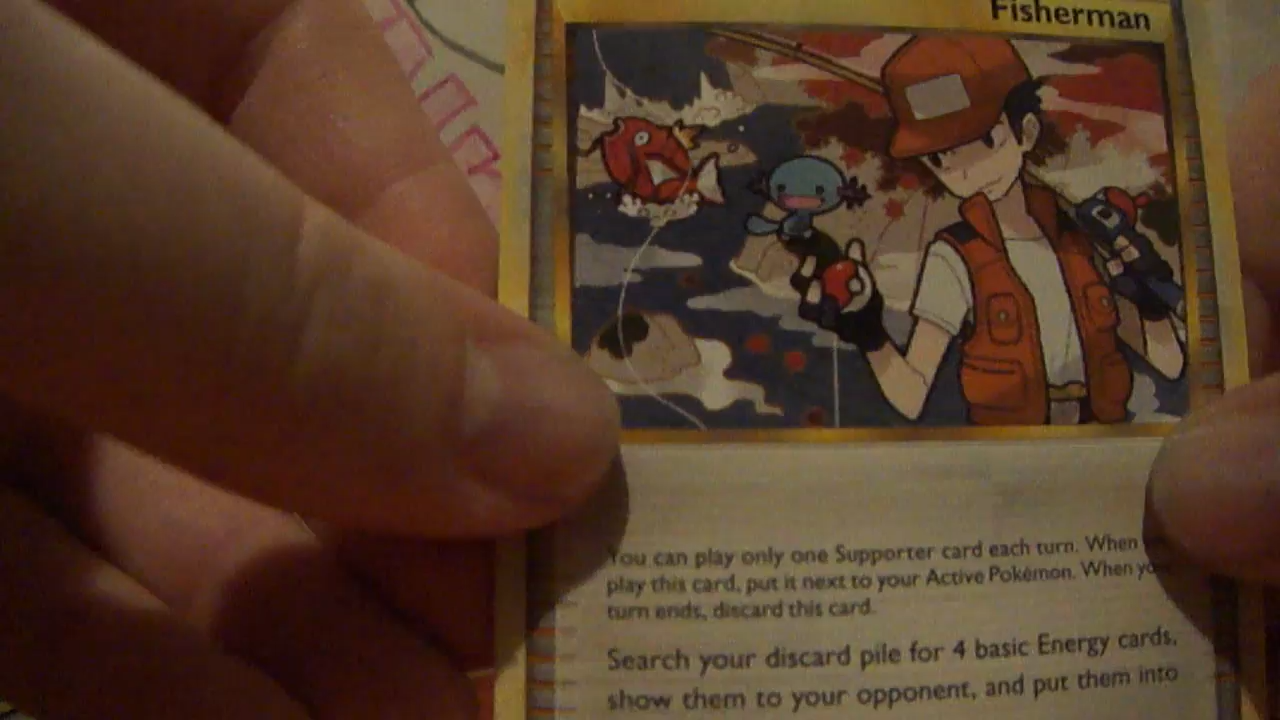 Fisherman
You can play only one Supporter card each turn. When
play this card, put it next to your Active Pokémon. When
turn ends, discard this card.
Search your discard pile for 4 basic Energy cards,
show them to your opponent, and put them into